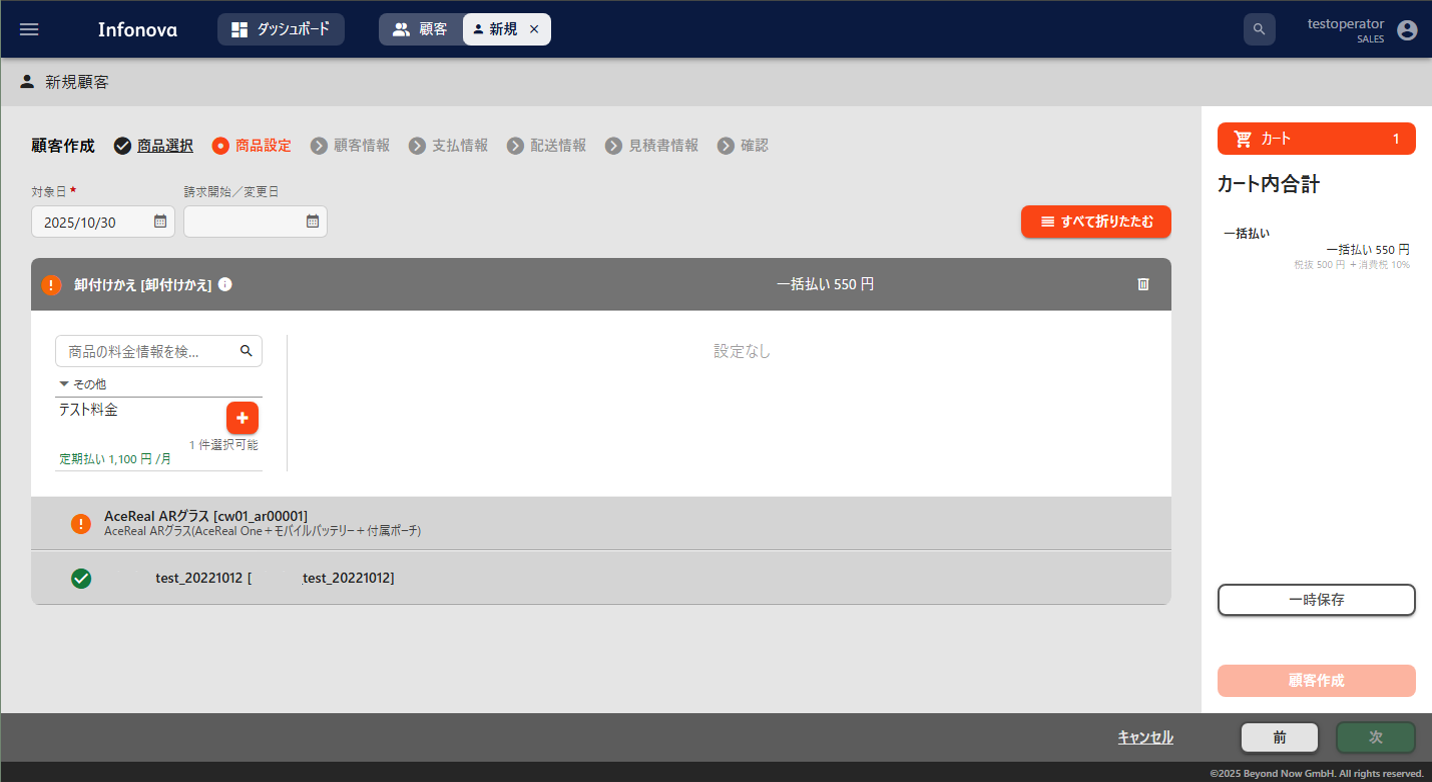 Infonova
ダッシュボード
顧客
新規
testoperator
SALES
新規顧客
顧客作成 商品選択 商品設定 顧客情報 支払情報 配送情報 見積書情報 確認
対象日 * 請求開始／変更日
2025/10/30
すべて折りたたむ
卸付けかえ [卸付けかえ] 一括払い 550 円
商品の料金情報を検...
設定なし
その他
テスト料金
1 件選択可能
定期払い 1,100 円 /月
AceReal ARグラス [cw01_ar00001]
AceReal ARグラス(AceReal One＋モバイルバッテリー＋付属ポーチ)
test_20221012 [ _test_20221012]
カート 1
カート内合計
一括払い
一括払い 550 円
税抜 500 円 ＋消費税 10%
一時保存
顧客作成
キャンセル 前 次
©2025 Beyond Now GmbH. All rights reserved.